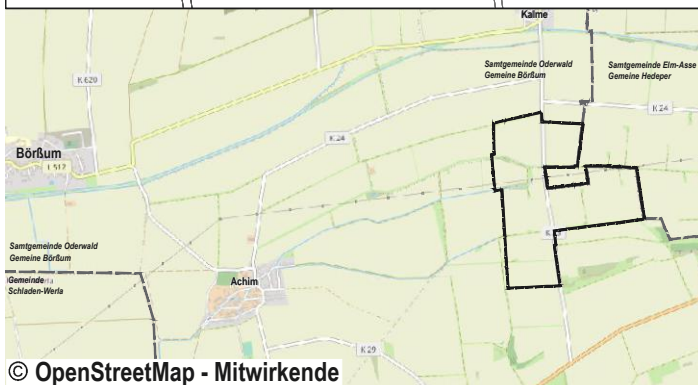 Kalme
Samtgemeinde Oderwald
Gemeine Börßum
Samtgemeinde Elm-Asse
Gemeine Hedeper
K 620
K 24
K 24
Börßum
L 512
Samtgemeinde Oderwald
Gemeine Börßum
Gemeinde
Schladen-Werla
Achim
K 29
© OpenStreetMap - Mitwirkende